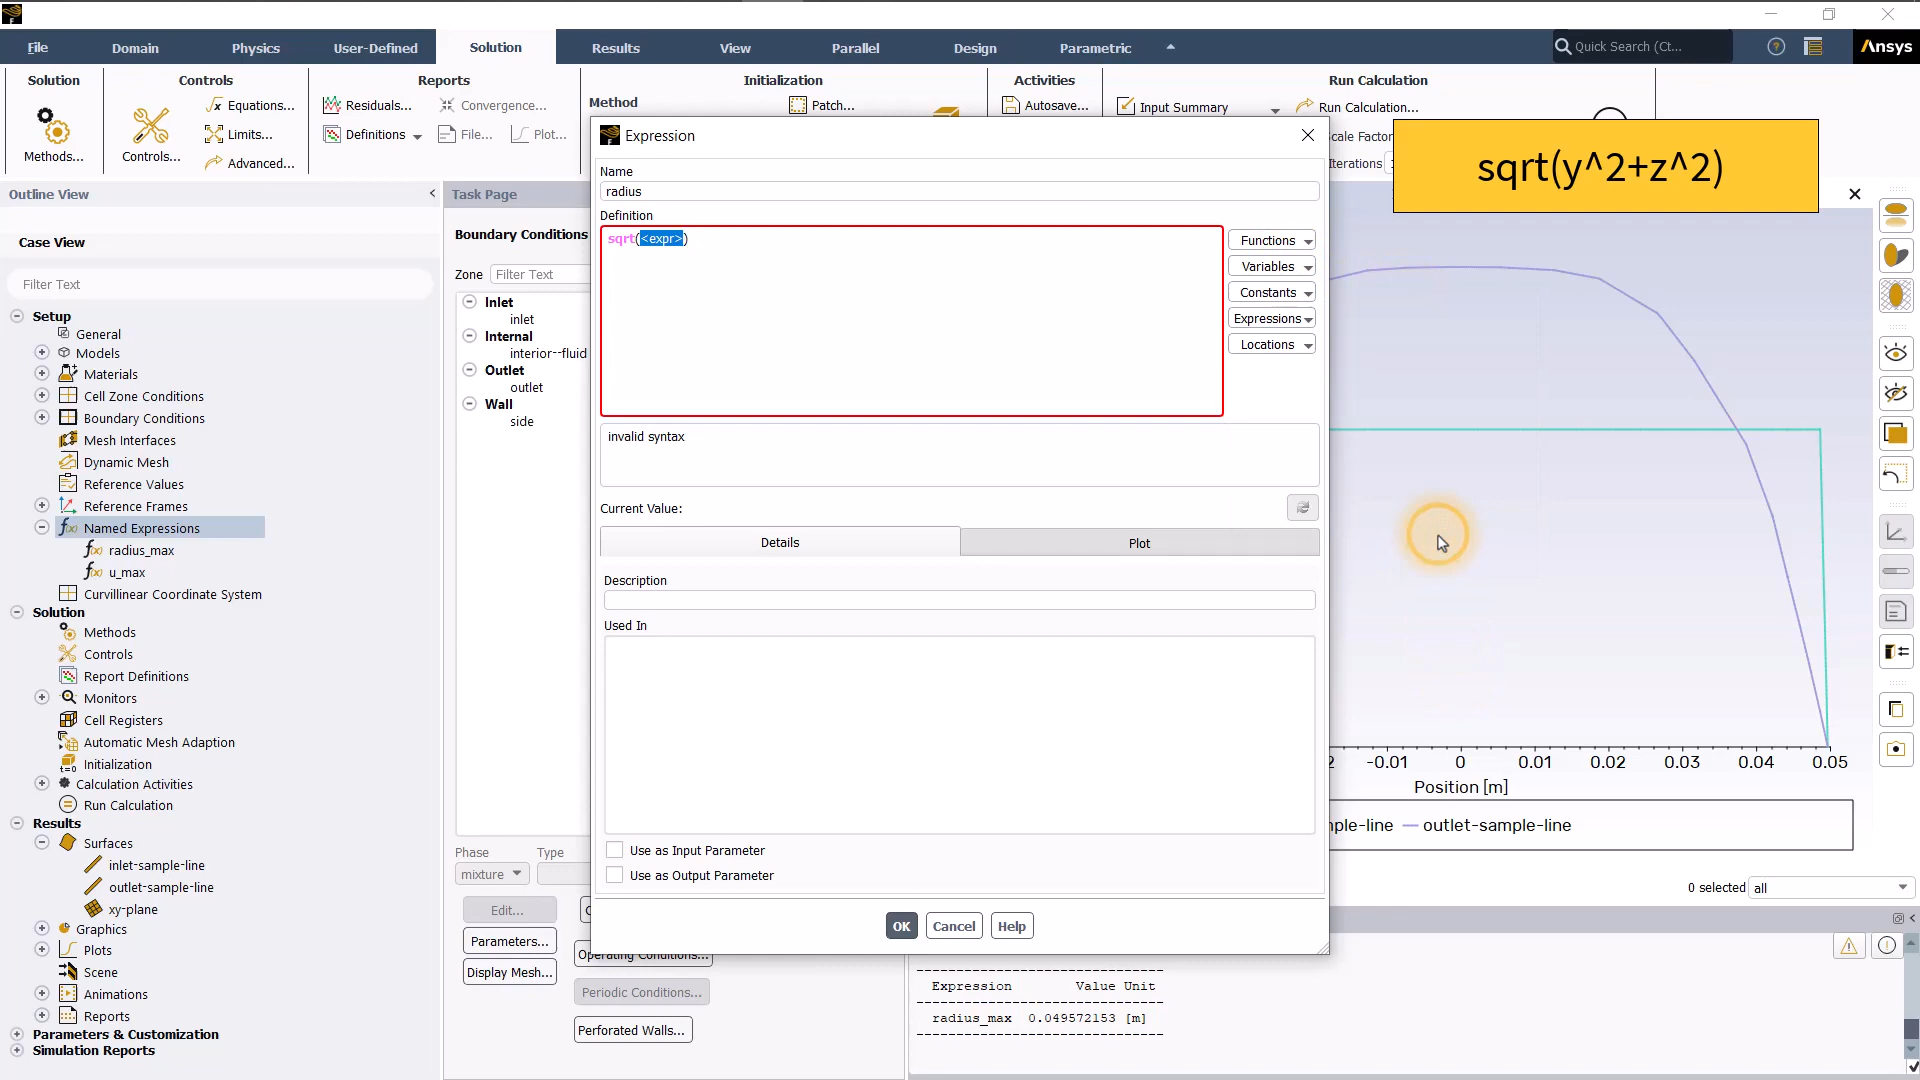 File
Domain
Physics
User-Defined
Solution
Results
View
Parallel
Design
Parametric
Quick Search (Ct...
Ansys
Solution
Methods...
Controls
Controls...
Equations...
Limits...
Advanced...
Reports
Residuals...
Convergence...
Definitions
File...
Plot...
Initialization
Method
Patch...
Activities
Autosave...
Run Calculation
Input Summary
Run Calculation...
cale Factor
Iterations
sqrt(y^2+z^2)
Outline View
Case View
Filter Text
Setup
General
Models
Materials
Cell Zone Conditions
Boundary Conditions
Mesh Interfaces
Dynamic Mesh
Reference Values
Reference Frames
Named Expressions
radius_max
u_max
Curvillinear Coordinate System
Solution
Methods
Controls
Report Definitions
Monitors
Cell Registers
Automatic Mesh Adaption
Initialization
Calculation Activities
Run Calculation
Results
Surfaces
inlet-sample-line
outlet-sample-line
xy-plane
Graphics
Plots
Scene
Animations
Reports
Parameters & Customization
Simulation Reports
Task Page
Boundary Conditions
Zone
Filter Text
Inlet
inlet
Internal
interior--fluid
Outlet
outlet
Wall
side
Phase
Type
mixture
Edit...
Parameters...
Display Mesh...
Operating Conditions...
Periodic Conditions...
Perforated Walls...
Expression
Name
radius
Definition
sqrt(<expr>)
Functions
Variables
Constants
Expressions
Locations
invalid syntax
Current Value:
Details
Plot
Description
Used In
Use as Input Parameter
Use as Output Parameter
OK
Cancel
Help
2
-0.01
0
0.01
0.02
0.03
0.04
0.05
Position [m]
ple-line
outlet-sample-line
0 selected
all
Expression Value Unit
radius_max 0.049572153 [m]